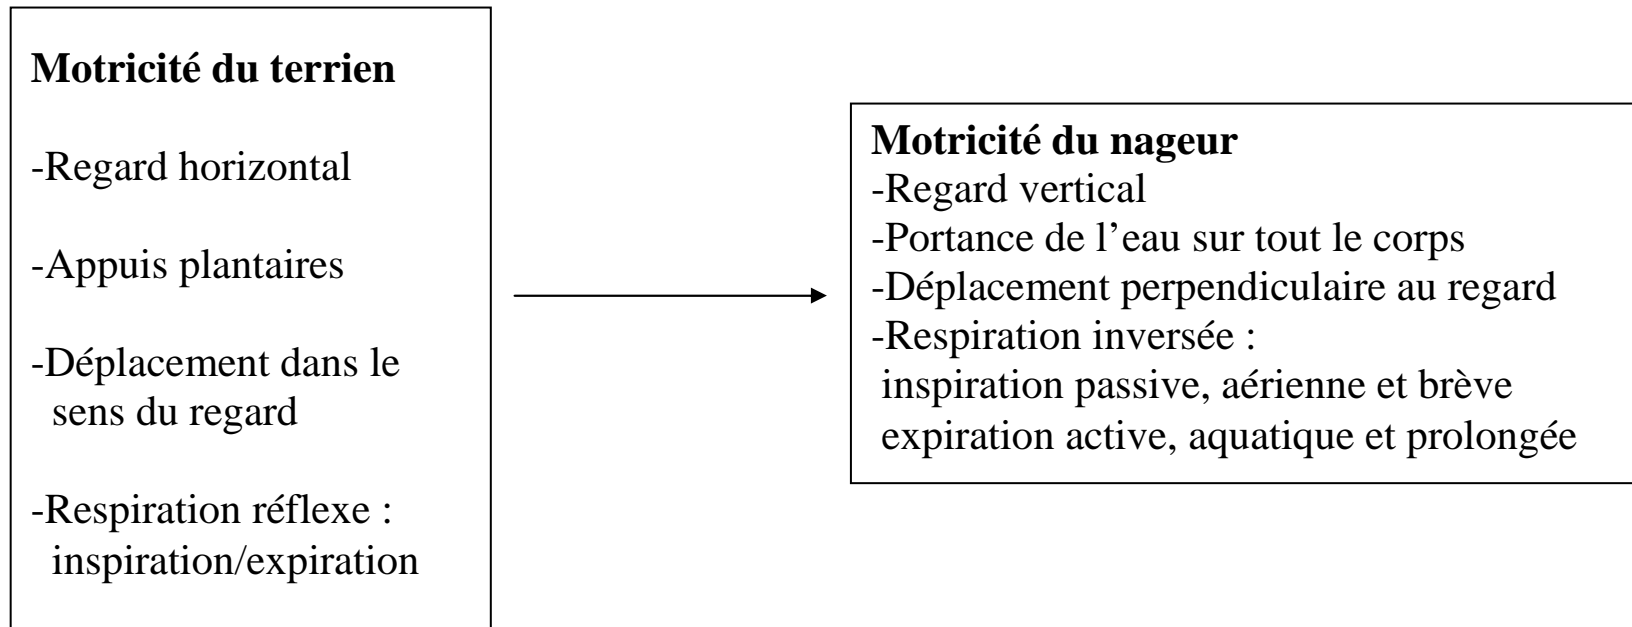 Motricité du terrien
-Regard horizontal
-Appuis plantaires
-Déplacement dans le
sens du regard
-Respiration réflexe :
inspiration/expiration
Motricité du nageur
-Regard vertical
-Portance de l’eau sur tout le corps
-Déplacement perpendiculaire au regard
-Respiration inversée :
inspiration passive, aérienne et brève
expiration active, aquatique et prolongée